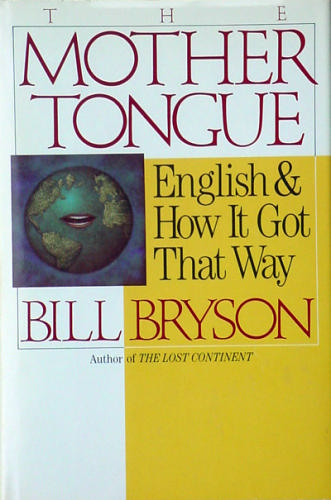 THE
MOTHER
TONGUE
English &
How It Got
That Way
BILL BRYSON
Author of THE LOST CONTINENT